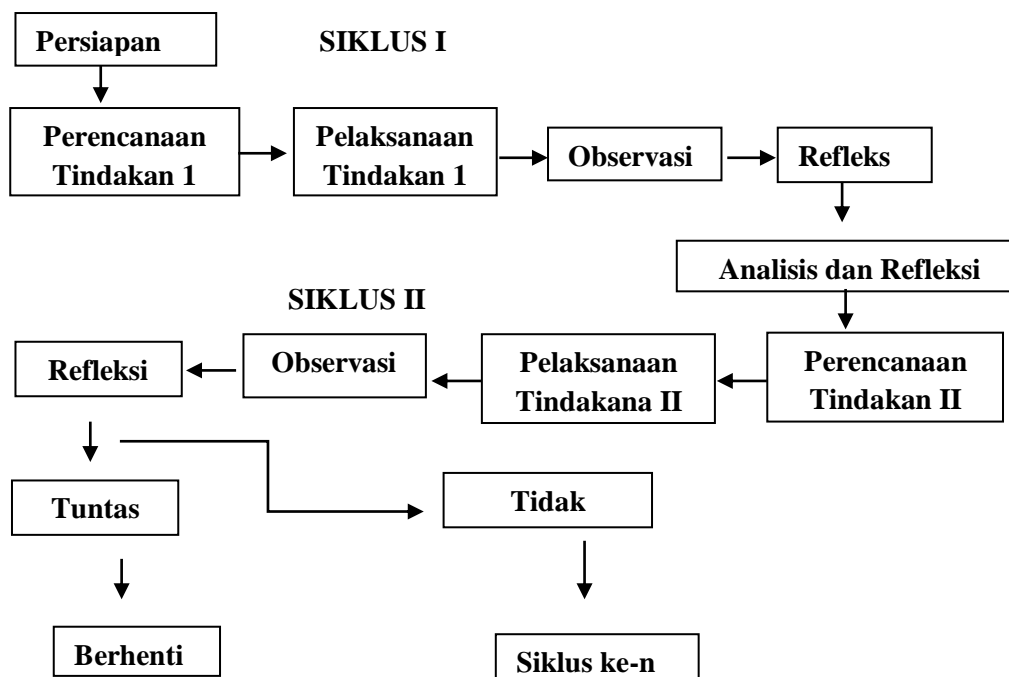 Persiapan
SIKLUS I
Perencanaan
Tindakan 1
Pelaksanaan
Tindakan 1
Observasi
Refleks
Analisis dan Refleksi
SIKLUS II
Refleksi
Observasi
Pelaksanaan
Tindakana II
Perencanaan
Tindakan II
Tuntas
Tidak
Berhenti
Siklus ke-n